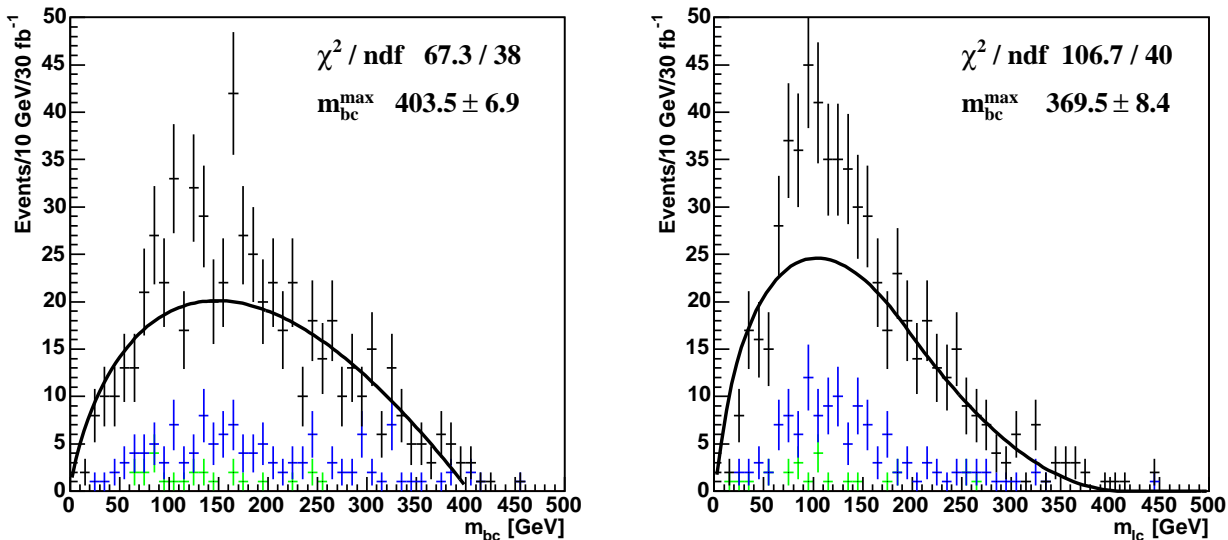 Events/10 GeV/30 fb⁻¹
50
45
40
35
30
25
20
15
10
5
0
χ² / ndf 67.3 / 38
m_bc^max 403.5 ± 6.9
0 50 100 150 200 250 300 350 400 450 500
m_bc [GeV]
Events/10 GeV/30 fb⁻¹
50
45
40
35
30
25
20
15
10
5
0
χ² / ndf 106.7 / 40
m_bc^max 369.5 ± 8.4
0 50 100 150 200 250 300 350 400 450 500
m_lc [GeV]